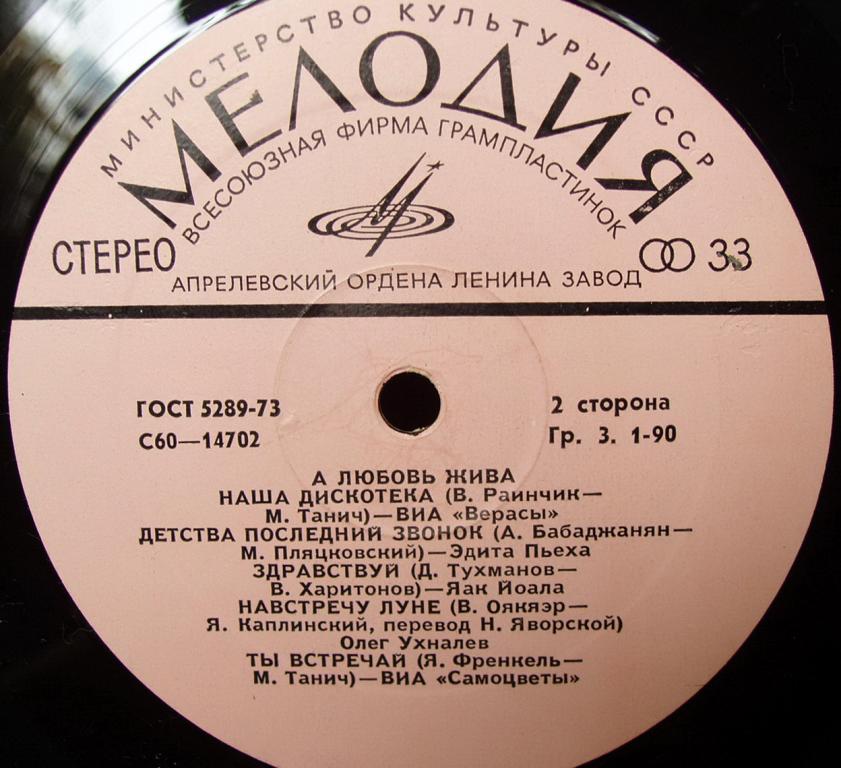 МИНИСТЕРСТВО КУЛЬТУРЫ СССР
МЕЛОДИЯ
ВСЕСОЮЗНАЯ ФИРМА ГРАМПЛАСТИНОК
СТЕРЕО 33
АПРЕЛЕВСКИЙ ОРДЕНА ЛЕНИНА ЗАВОД
ГОСТ 5289-73 2 сторона
С60—14702 Гр. 3. 1-90
А ЛЮБОВЬ ЖИВА
НАША ДИСКОТЕКА (В. Раинчик—
М. Танич)—ВИА «Верасы»
ДЕТСТВА ПОСЛЕДНИЙ ЗВОНОК (А. Бабаджанян—
М. Пляцковский)—Эдита Пьеха
ЗДРАВСТВУЙ (Д. Тухманов—
В. Харитонов)—Яак Йоала
НАВСТРЕЧУ ЛУНЕ (В. Оякяэр—
Я. Каплинский, перевод Н. Яворской)
Олег Ухналев
ТЫ ВСТРЕЧАЙ (Я. Френкель—
М. Танич)—ВИА «Самоцветы»